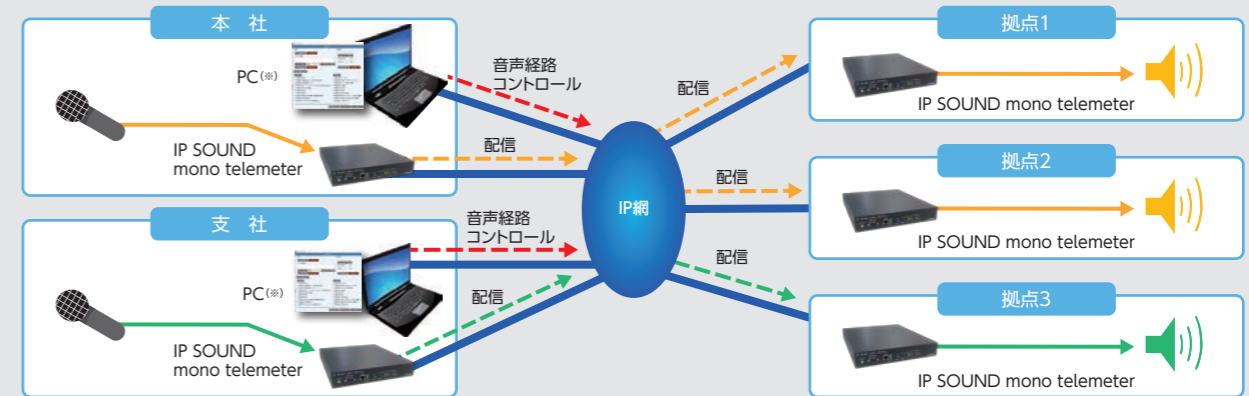 本 社
PC(※)
音声経路
コントロール
IP SOUND
mono telemeter
配信
支 社
PC(※)
音声経路
コントロール
IP SOUND
mono telemeter
配信
IP網
配信
配信
配信
拠点1
IP SOUND mono telemeter
拠点2
IP SOUND mono telemeter
拠点3
IP SOUND mono telemeter